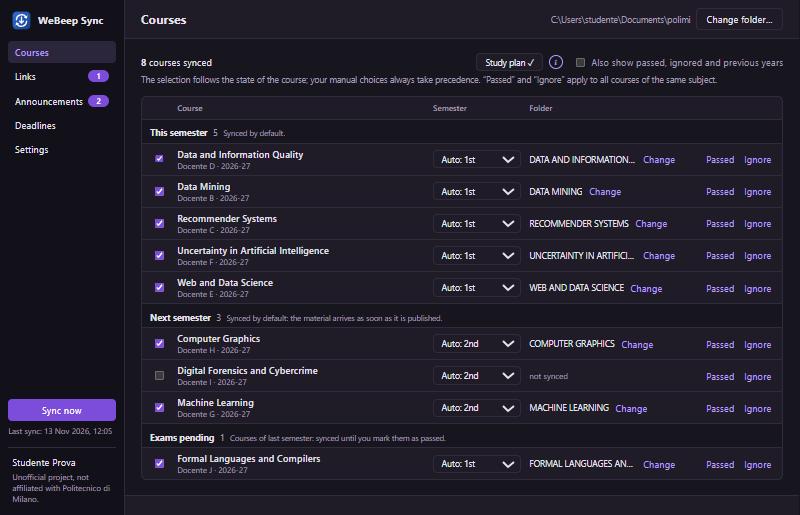 WeBeep Sync
Courses
Links 1
Announcements 2
Deadlines
Settings
Sync now
Last sync: 13 Nov 2026, 12:05
Studente Prova
Unofficial project, not
affiliated with Politecnico di
Milano.
Courses
C:\Users\studente\Documents\polimi Change folder...
8 courses synced Study plan ✓ i Also show passed, ignored and previous years
The selection follows the state of the course; your manual choices always take precedence. "Passed" and "Ignore" apply to all courses of the same subject.
Course Semester Folder
This semester 5 Synced by default.
Data and Information Quality
Docente D · 2026-27
Auto: 1st DATA AND INFORMATION... Change Passed Ignore
Data Mining
Docente B · 2026-27
Auto: 1st DATA MINING Change Passed Ignore
Recommender Systems
Docente C · 2026-27
Auto: 1st RECOMMENDER SYSTEMS Change Passed Ignore
Uncertainty in Artificial Intelligence
Docente F · 2026-27
Auto: 1st UNCERTAINTY IN ARTIFICI... Change Passed Ignore
Web and Data Science
Docente E · 2026-27
Auto: 1st WEB AND DATA SCIENCE Change Passed Ignore
Next semester 3 Synced by default: the material arrives as soon as it is published.
Computer Graphics
Docente H · 2026-27
Auto: 2nd COMPUTER GRAPHICS Change Passed Ignore
Digital Forensics and Cybercrime
Docente I · 2026-27
Auto: 2nd not synced Passed Ignore
Machine Learning
Docente G · 2026-27
Auto: 2nd MACHINE LEARNING Change Passed Ignore
Exams pending 1 Courses of last semester: synced until you mark them as passed.
Formal Languages and Compilers
Docente J · 2026-27
Auto: 1st FORMAL LANGUAGES AN... Change Passed Ignore